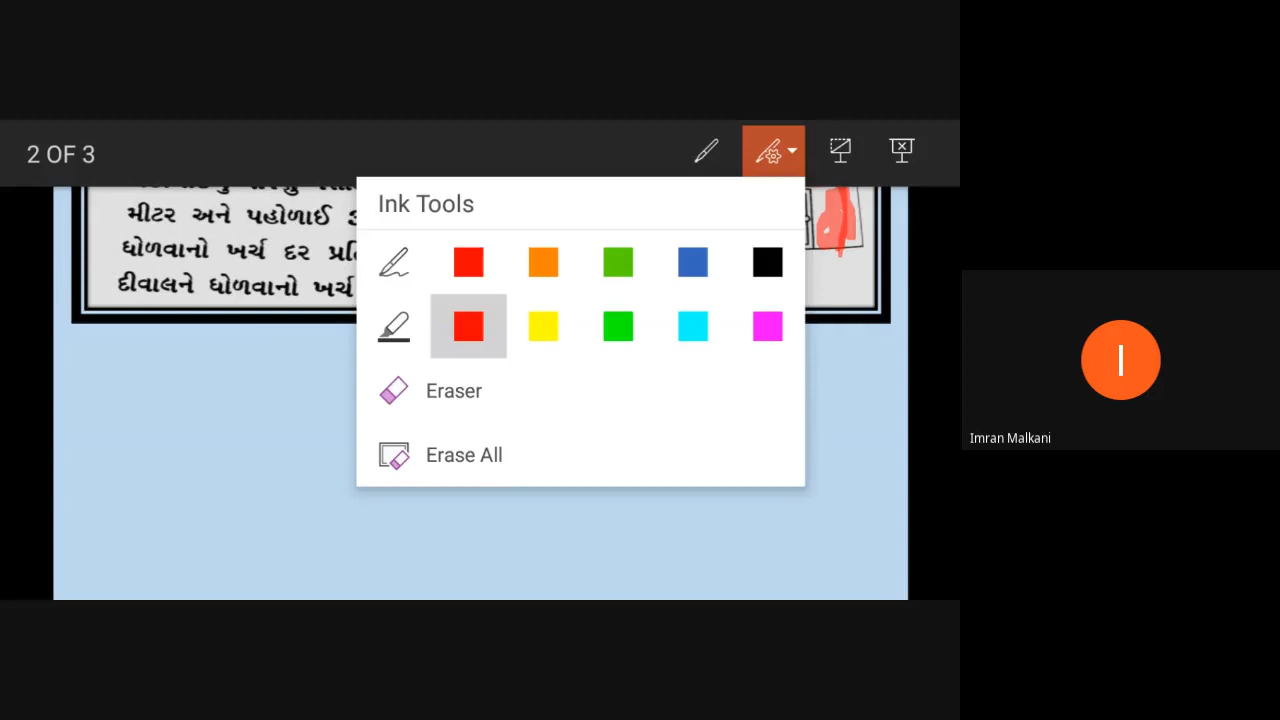 2 OF 3
Ink Tools
મીટર અને પહોળાઈ
ધોળવાનો ખર્ચ દર
દીવાલને ધોળવાનો ખર્ચ
Eraser
Erase All
I
Imran Malkani